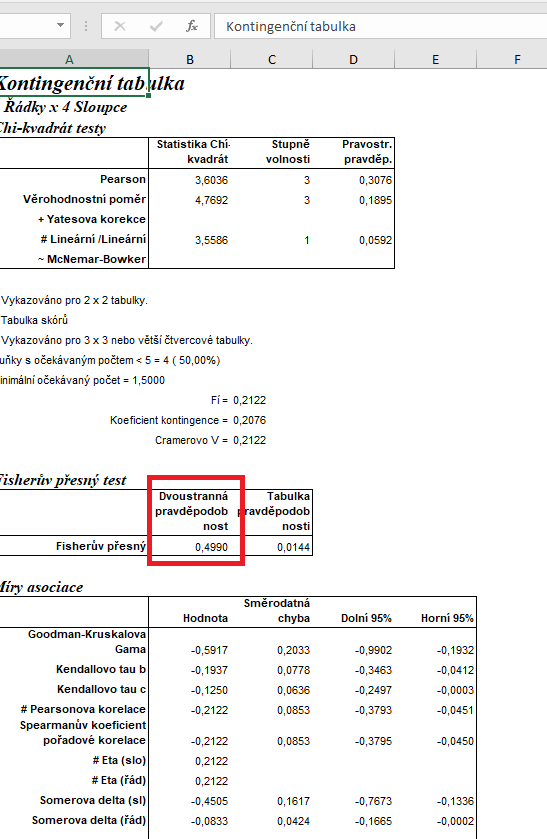 Kontingenční tabulka
A B C D E F
Kontingenční tabulka
Řádky x 4 Sloupce
Chi-kvadrát testy
Statistika Chí-kvadrát Stupně volnosti Pravostr. pravděp.
Pearson 3,6036 3 0,3076
Věrohodnostní poměr 4,7692 3 0,1895
+ Yatesova korekce
# Lineární /Lineární 3,5586 1 0,0592
~ McNemar-Bowker
Vykazováno pro 2 x 2 tabulky.
Tabulka skórů
Vykazováno pro 3 x 3 nebo větší čtvercové tabulky.
uňky s očekávaným počtem < 5 = 4 ( 50,00%)
inimální očekávaný počet = 1,5000
Fí = 0,2122
Koeficient kontingence = 0,2076
Cramerovo V = 0,2122
Fisherův přesný test
Dvoustranná pravděpodob nost Tabulka pravděpodob nosti
Fisherův přesný 0,4990 0,0144
Míry asociace
Hodnota Směrodatná chyba Dolní 95% Horní 95%
Goodman-Kruskalova Gama -0,5917 0,2033 -0,9902 -0,1932
Kendallovo tau b -0,1937 0,0778 -0,3463 -0,0412
Kendallovo tau c -0,1250 0,0636 -0,2497 -0,0003
# Pearsonova korelace -0,2122 0,0853 -0,3793 -0,0451
Spearmanův koeficient pořadové korelace -0,2122 0,0853 -0,3795 -0,0450
# Eta (slo) 0,2122
# Eta (řád) 0,2122
Somerova delta (sl) -0,4505 0,1617 -0,7673 -0,1336
Somerova delta (řád) -0,0833 0,0424 -0,1665 -0,0002